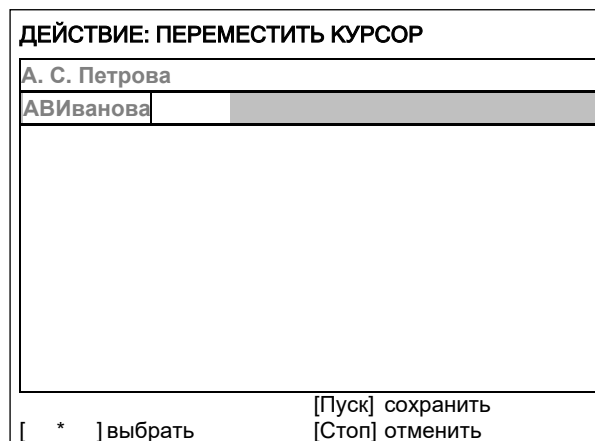 ДЕЙСТВИЕ: ПЕРЕМЕСТИТЬ КУРСОР
А. С. Петрова
АВИванова
[Пуск] сохранить
[ * ] выбрать [Стоп] отменить